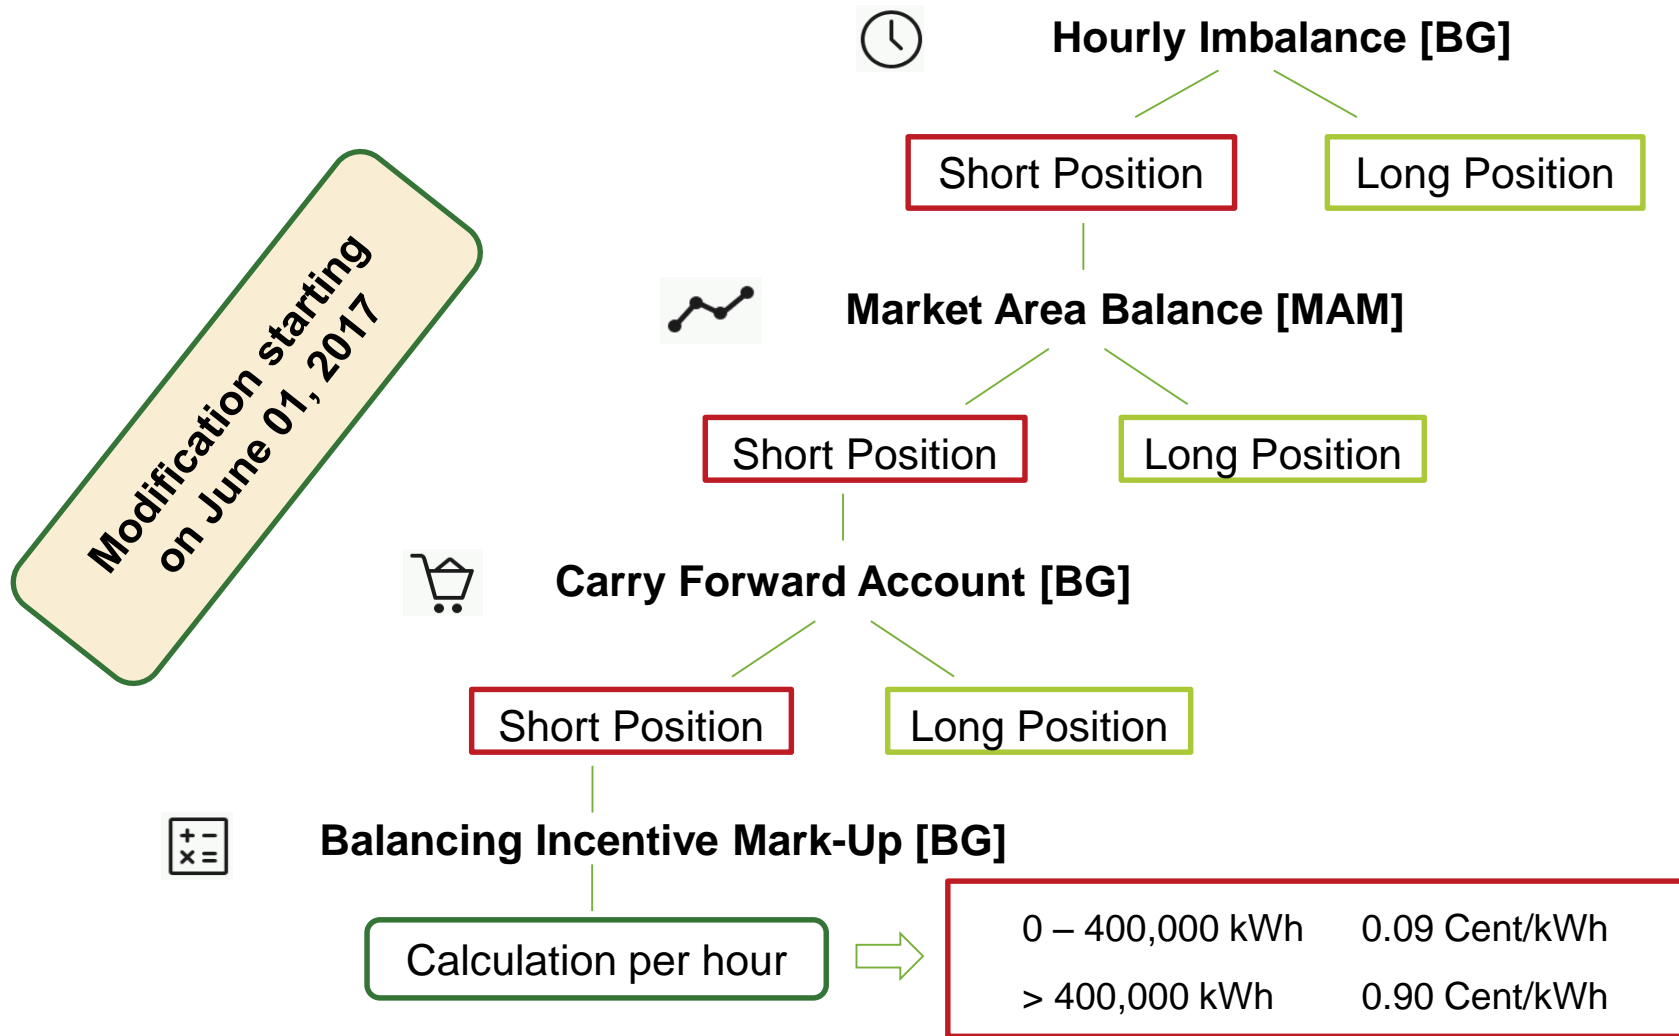 Hourly Imbalance [BG]
Short Position
Long Position
Modification starting
on June 01, 2017
Market Area Balance [MAM]
Short Position
Long Position
Carry Forward Account [BG]
Short Position
Long Position
+ −
× =
Balancing Incentive Mark-Up [BG]
Calculation per hour
0 – 400,000 kWh 0.09 Cent/kWh
> 400,000 kWh 0.90 Cent/kWh